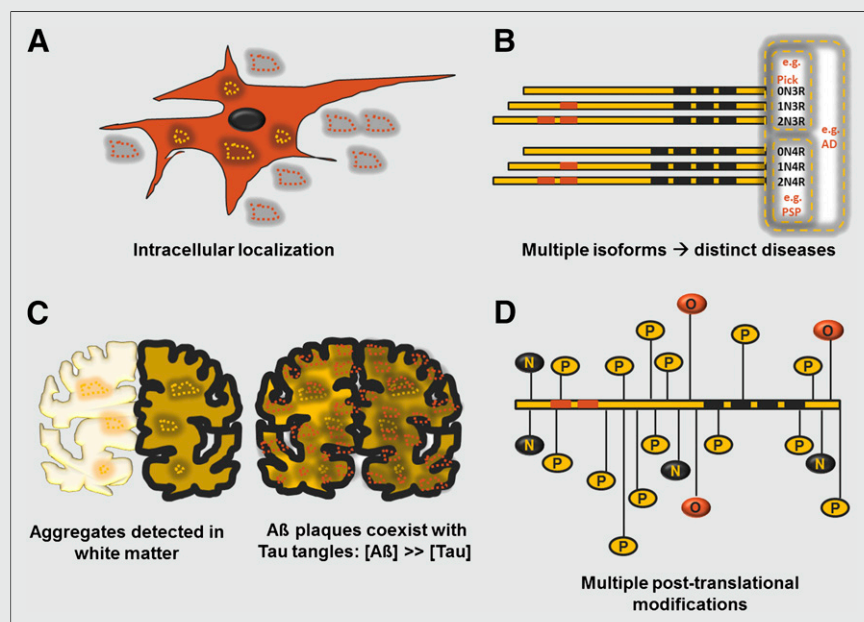 A
Intracellular localization
B
e.g.
Pick
0N3R
1N3R
2N3R
e.g.
AD
0N4R
1N4R
2N4R
e.g.
PSP
Multiple isoforms → distinct diseases
C
Aggregates detected in
white matter
Aß plaques coexist with
Tau tangles: [Aß] >> [Tau]
D
O
P
P
O
N
P
P
P
P
N
P
P
N
P
P
N
P
P
O
P
P
Multiple post-translational
modifications